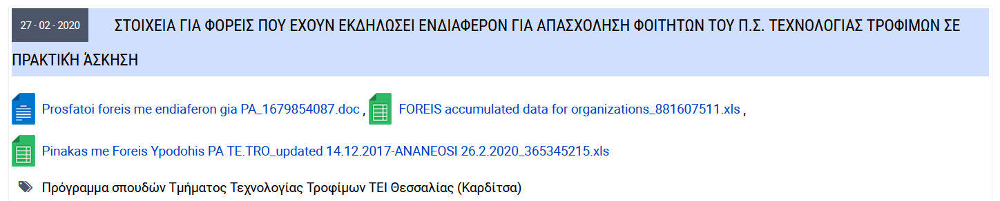 27 - 02 - 2020 ΣΤΟΙΧΕΙΑ ΓΙΑ ΦΟΡΕΙΣ ΠΟΥ ΕΧΟΥΝ ΕΚΔΗΛΩΣΕΙ ΕΝΔΙΑΦΕΡΟΝ ΓΙΑ ΑΠΑΣΧΟΛΗΣΗ ΦΟΙΤΗΤΩΝ ΤΟΥ Π.Σ. ΤΕΧΝΟΛΟΓΙΑΣ ΤΡΟΦΙΜΩΝ ΣΕ
ΠΡΑΚΤΙΚΉ ΆΣΚΗΣΗ
Prosfatoi foreis me endiaferon gia PA_1679854087.doc , FOREIS accumulated data for organizations_881607511.xls ,
Pinakas me Foreis Ypodohis PA TE.TRO_updated 14.12.2017-ANANEOSI 26.2.2020_365345215.xls
Πρόγραμμα σπουδών Τμήματος Τεχνολογίας Τροφίμων ΤΕΙ Θεσσαλίας (Καρδίτσα)